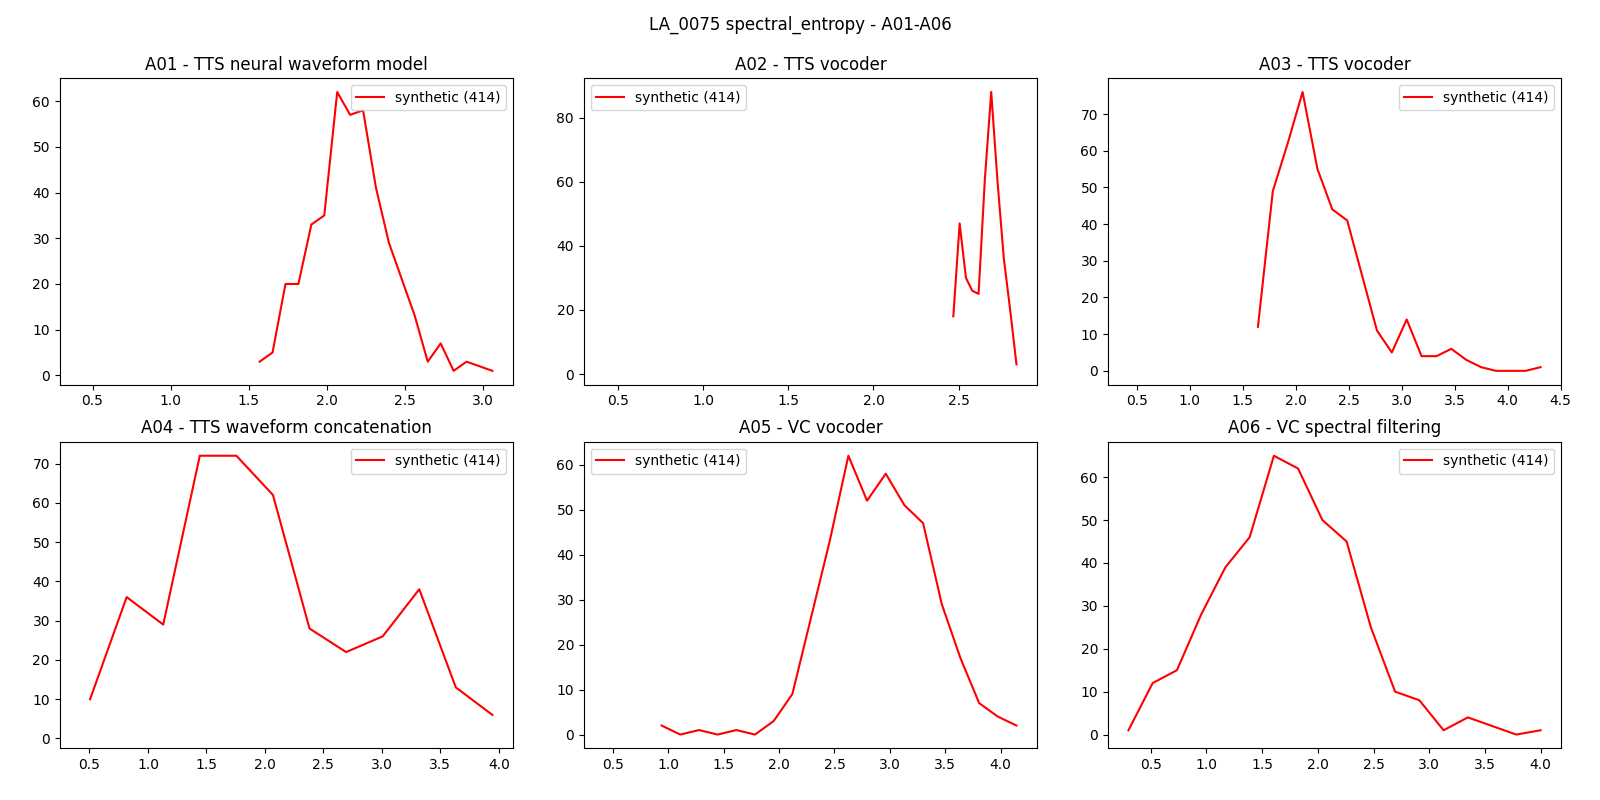 LA_0075 spectral_entropy - A01-A06
A01 - TTS neural waveform model
synthetic (414)
60
50
40
30
20
10
0
0.5 1.0 1.5 2.0 2.5 3.0
A02 - TTS vocoder
synthetic (414)
80
60
40
20
0
0.5 1.0 1.5 2.0 2.5
A03 - TTS vocoder
synthetic (414)
70
60
50
40
30
20
10
0
0.5 1.0 1.5 2.0 2.5 3.0 3.5 4.0 4.5
A04 - TTS waveform concatenation
synthetic (414)
70
60
50
40
30
20
10
0
0.5 1.0 1.5 2.0 2.5 3.0 3.5 4.0
A05 - VC vocoder
synthetic (414)
60
50
40
30
20
10
0
0.5 1.0 1.5 2.0 2.5 3.0 3.5 4.0
A06 - VC spectral filtering
synthetic (414)
60
50
40
30
20
10
0
0.5 1.0 1.5 2.0 2.5 3.0 3.5 4.0